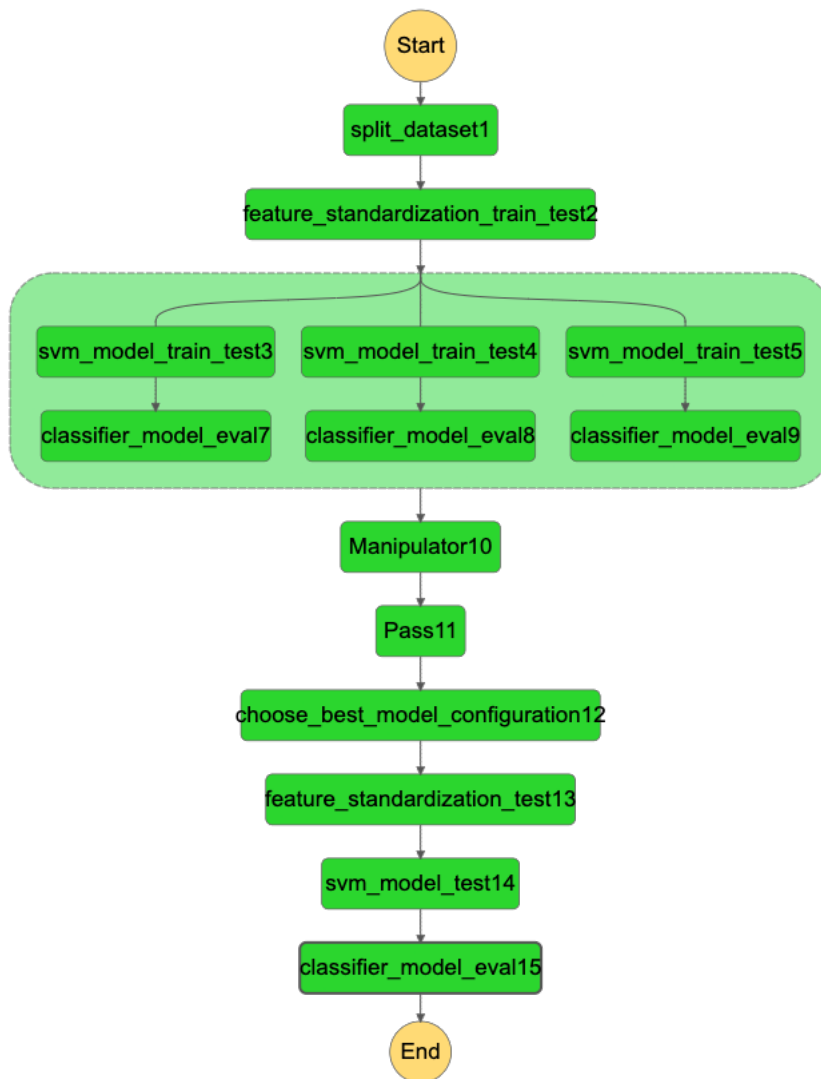 Start
split_dataset1
feature_standardization_train_test2
svm_model_train_test3
svm_model_train_test4
svm_model_train_test5
classifier_model_eval7
classifier_model_eval8
classifier_model_eval9
Manipulator10
Pass11
choose_best_model_configuration12
feature_standardization_test13
svm_model_test14
classifier_model_eval15
End